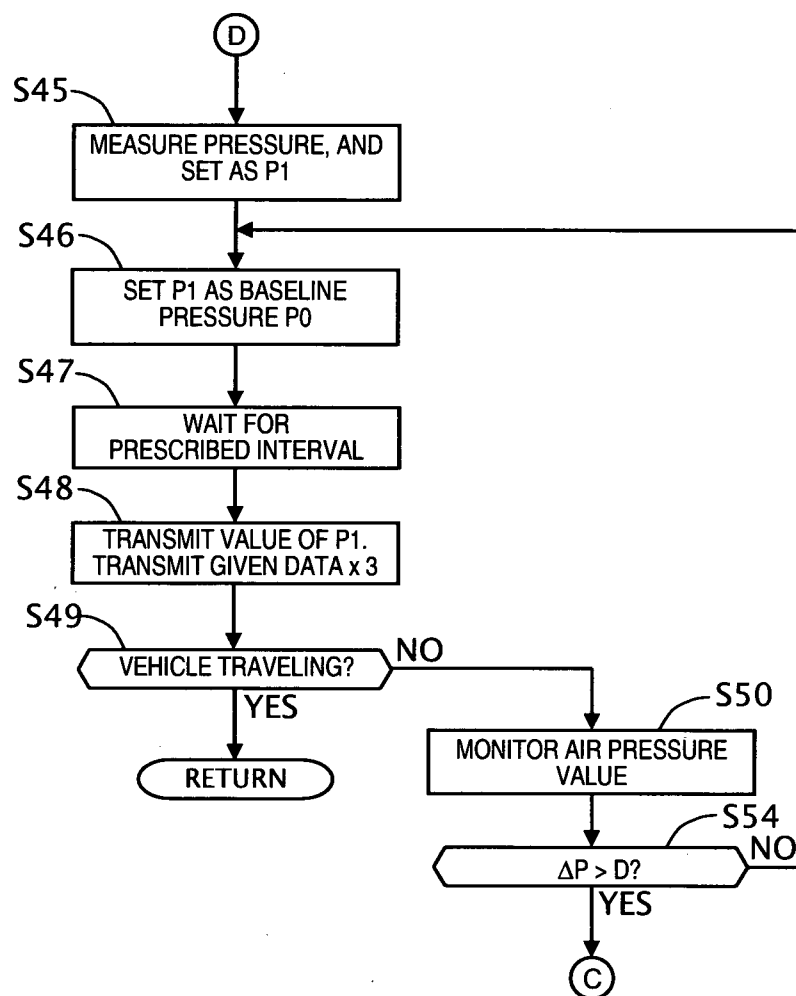 D
S45
MEASURE PRESSURE, AND
SET AS P1
S46
SET P1 AS BASELINE
PRESSURE P0
S47
WAIT FOR
PRESCRIBED INTERVAL
S48
TRANSMIT VALUE OF P1.
TRANSMIT GIVEN DATA x 3
S49
VEHICLE TRAVELING?
NO
YES
RETURN
S50
MONITOR AIR PRESSURE
VALUE
S54
ΔP > D?
NO
YES
C